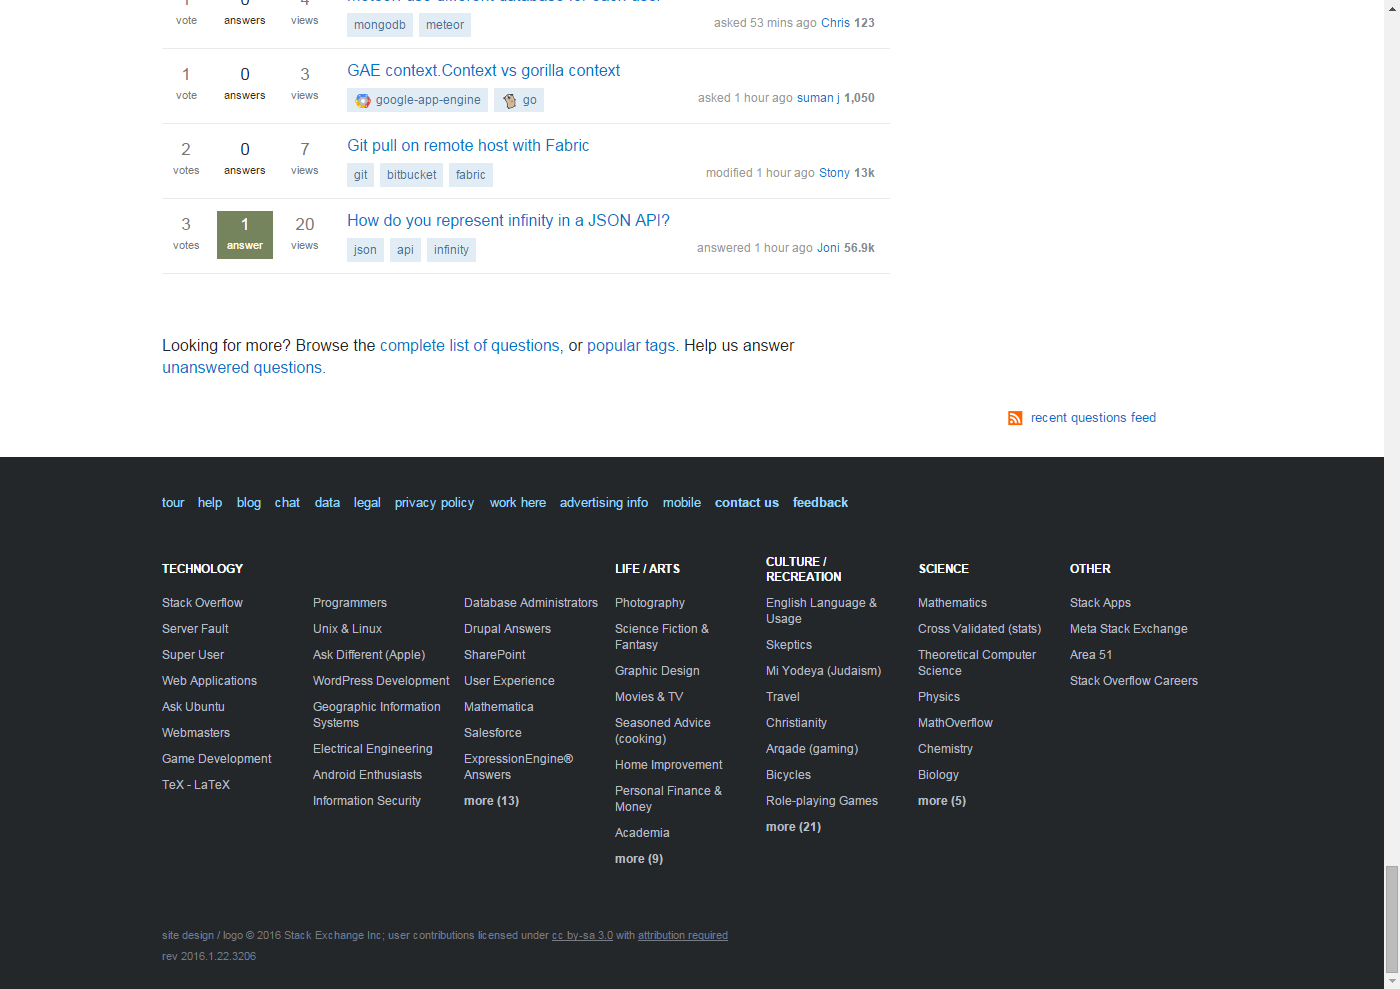 1 0 4 meteor: use different database for each user
vote answers views mongodb meteor asked 53 mins ago Chris 123
1 0 3 GAE context.Context vs gorilla context
vote answers views google-app-engine go asked 1 hour ago suman j 1,050
2 0 7 Git pull on remote host with Fabric
votes answers views git bitbucket fabric modified 1 hour ago Stony 13k
3 1 20 How do you represent infinity in a JSON API?
votes answer views json api infinity answered 1 hour ago Joni 56.9k
Looking for more? Browse the complete list of questions, or popular tags. Help us answer
unanswered questions.
recent questions feed
tour help blog chat data legal privacy policy work here advertising info mobile contact us feedback
TECHNOLOGY
Stack Overflow
Server Fault
Super User
Web Applications
Ask Ubuntu
Webmasters
Game Development
TeX - LaTeX
Programmers
Unix & Linux
Ask Different (Apple)
WordPress Development
Geographic Information
Systems
Electrical Engineering
Android Enthusiasts
Information Security
Database Administrators
Drupal Answers
SharePoint
User Experience
Mathematica
Salesforce
ExpressionEngine®
Answers
more (13)
LIFE / ARTS
Photography
Science Fiction &
Fantasy
Graphic Design
Movies & TV
Seasoned Advice
(cooking)
Home Improvement
Personal Finance &
Money
Academia
more (9)
CULTURE /
RECREATION
English Language &
Usage
Skeptics
Mi Yodeya (Judaism)
Travel
Christianity
Arqade (gaming)
Bicycles
Role-playing Games
more (21)
SCIENCE
Mathematics
Cross Validated (stats)
Theoretical Computer
Science
Physics
MathOverflow
Chemistry
Biology
more (5)
OTHER
Stack Apps
Meta Stack Exchange
Area 51
Stack Overflow Careers
site design / logo © 2016 Stack Exchange Inc; user contributions licensed under cc by-sa 3.0 with attribution required
rev 2016.1.22.3206